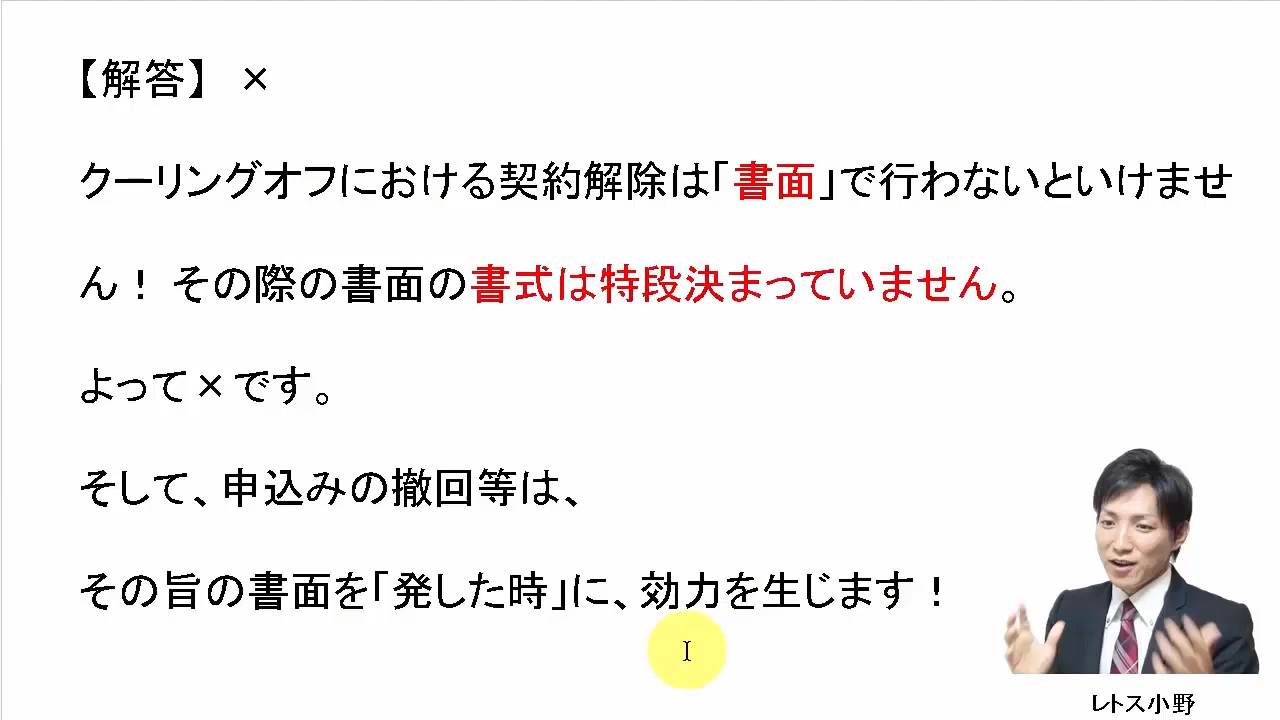 【解答】 ×
クーリングオフにおける契約解除は「書面」で行わないといけませ
ん！ その際の書面の書式は特段決まっていません。
よって×です。
そして、申込みの撤回等は、
その旨の書面を「発した時」に、効力を生じます！
レトス小野